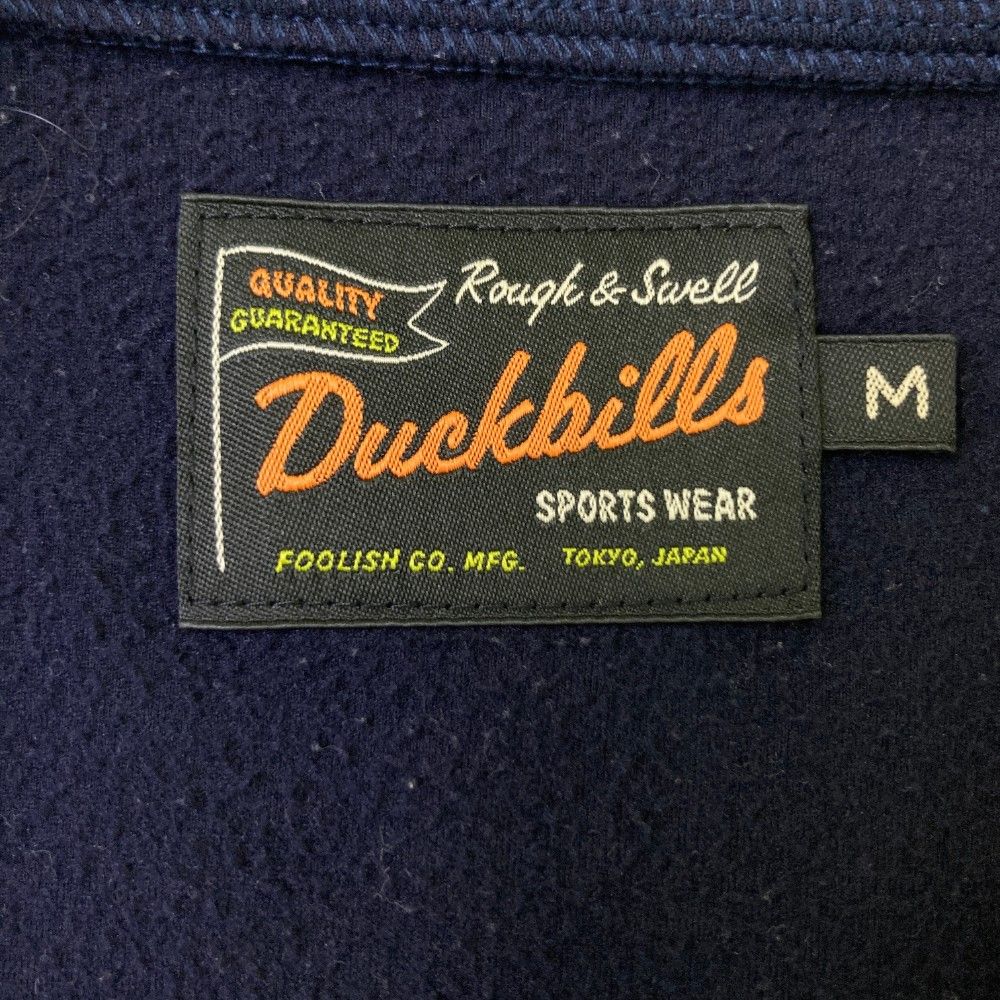 QUALITY
GUARANTEED
Rough & Swell
Duckbills
SPORTS WEAR
FOOLISH CO. MFG. TOKYO, JAPAN
M